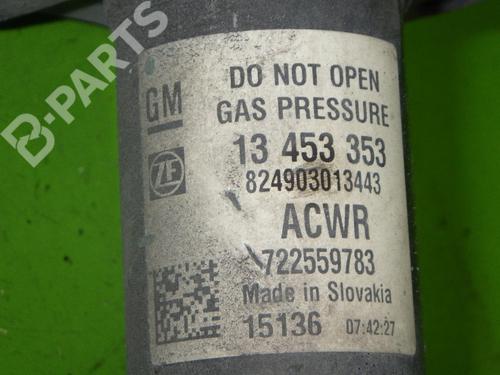 B-PARTS
GM
DO NOT OPEN
GAS PRESSURE
ZF
13 453 353
824903013443
ACWR
722559783
Made in Slovakia
15136 07:42:27